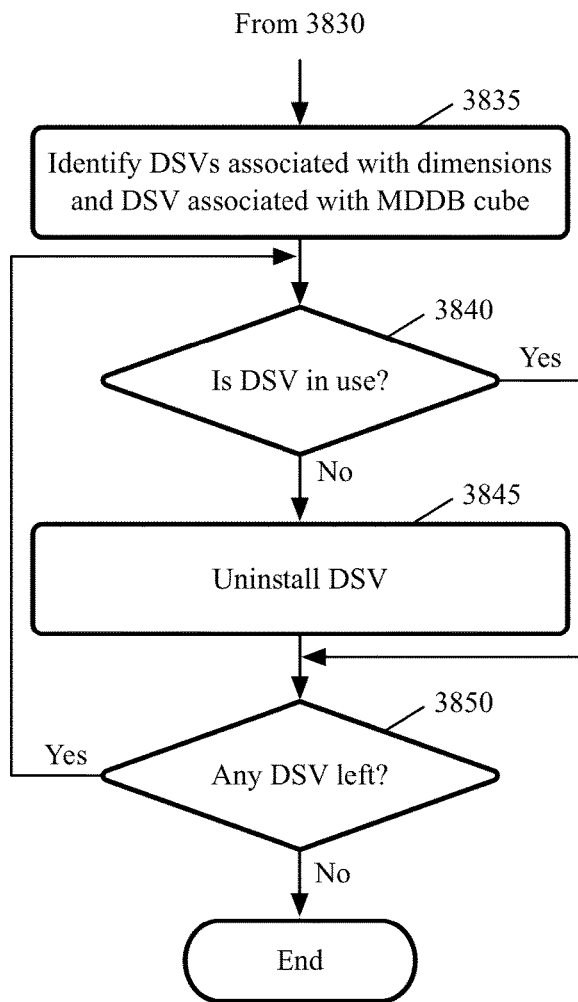 From 3830
3835
Identify DSVs associated with dimensions
and DSV associated with MDDB cube
3840
Is DSV in use?
Yes
No
3845
Uninstall DSV
3850
Any DSV left?
Yes
No
End